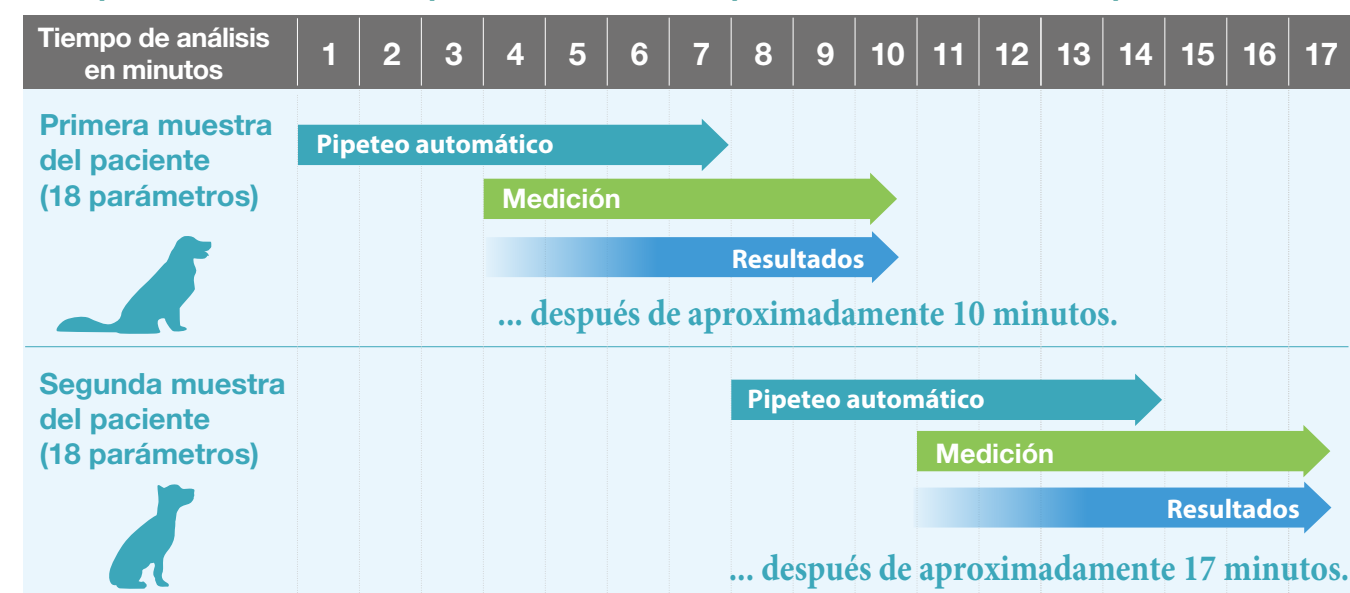 Tiempo de análisis
en minutos
1 2 3 4 5 6 7 8 9 10 11 12 13 14 15 16 17
Primera muestra
del paciente
(18 parámetros)
Pipeteo automático
Medición
Resultados
... después de aproximadamente 10 minutos.
Segunda muestra
del paciente
(18 parámetros)
Pipeteo automático
Medición
Resultados
... después de aproximadamente 17 minutos.